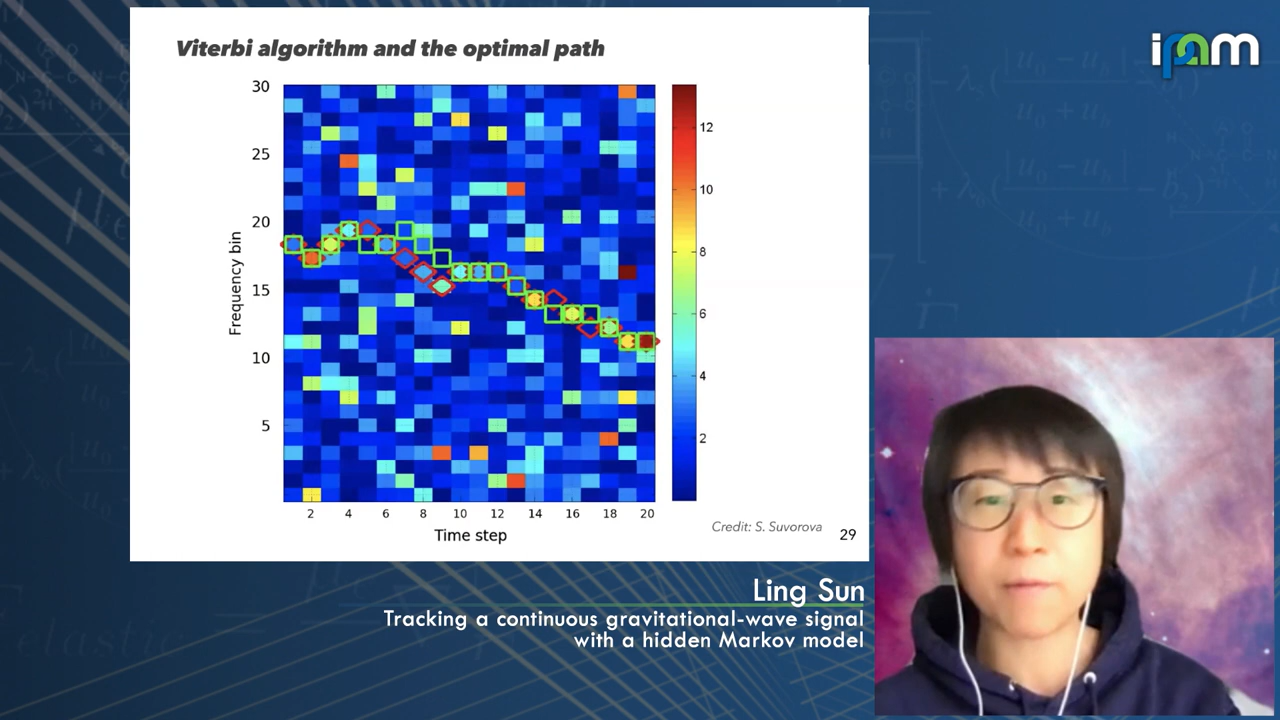 Viterbi algorithm and the optimal path
ipam
30
25
20
15
10
5
Frequency bin
2 4 6 8 10 12 14 16 18 20
Time step
12
10
8
6
4
2
Credit: S. Suvorova
29
Ling Sun
Tracking a continuous gravitational-wave signal
with a hidden Markov model